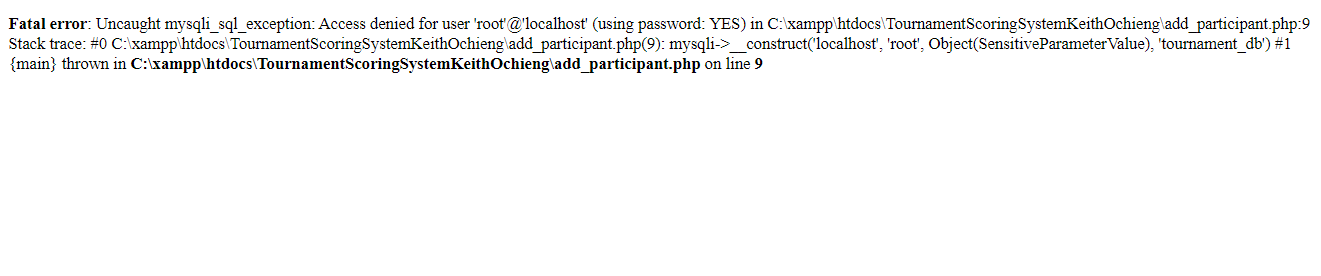 Fatal error: Uncaught mysqli_sql_exception: Access denied for user 'root'@'localhost' (using password: YES) in C:\xampp\htdocs\TournamentScoringSystemKeithOchieng\add_participant.php:9
Stack trace: #0 C:\xampp\htdocs\TournamentScoringSystemKeithOchieng\add_participant.php(9): mysqli->__construct('localhost', 'root', Object(SensitiveParameterValue), 'tournament_db') #1
{main} thrown in C:\xampp\htdocs\TournamentScoringSystemKeithOchieng\add_participant.php on line 9